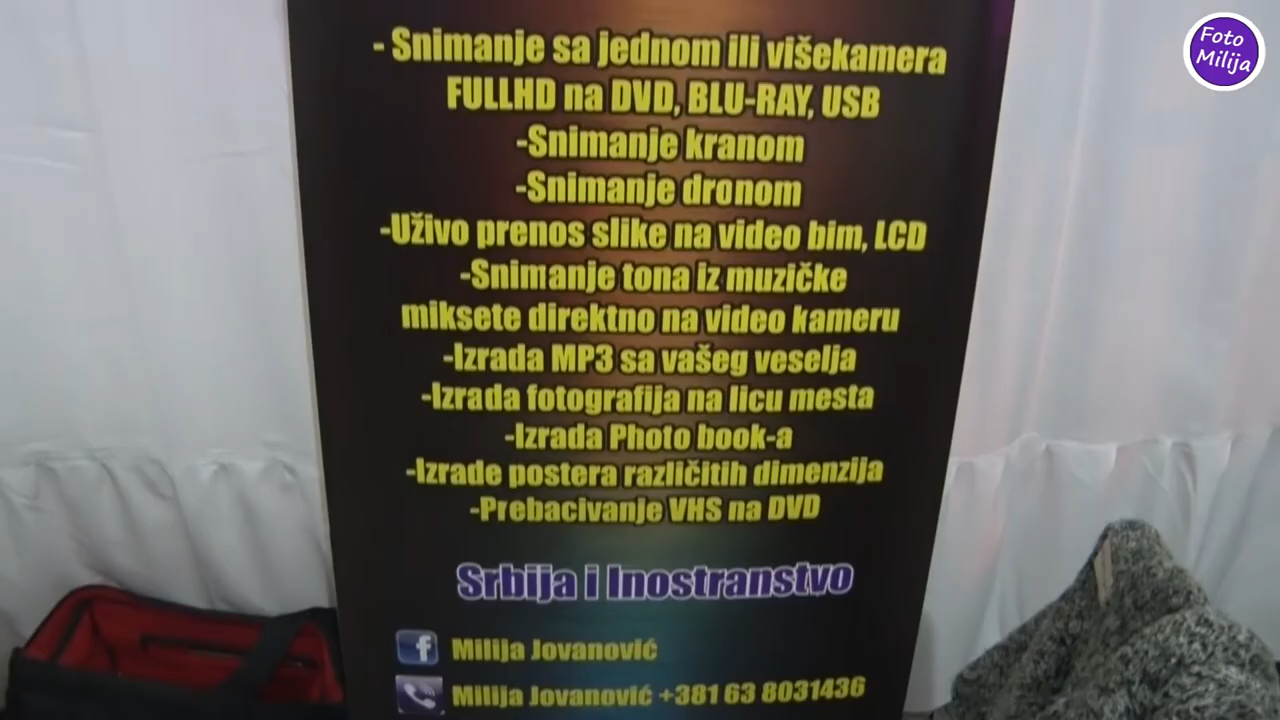 Foto
Milija
- Snimanje sa jednom ili višekamera
FULLHD na DVD, BLU-RAY, USB
-Snimanje kranom
-Snimanje dronom
-Uživo prenos slike na video bim, LCD
-Snimanje tona iz muzičke
miksete direktno na video kameru
-Izrada MP3 sa vašeg veselja
-Izrada fotografija na licu mesta
-Izrada Photo book-a
-Izrade postera različitih dimenzija
-Prebacivanje VHS na DVD
Srbija i Inostranstvo
f Milija Jovanović
Milija Jovanović +381 63 8031436